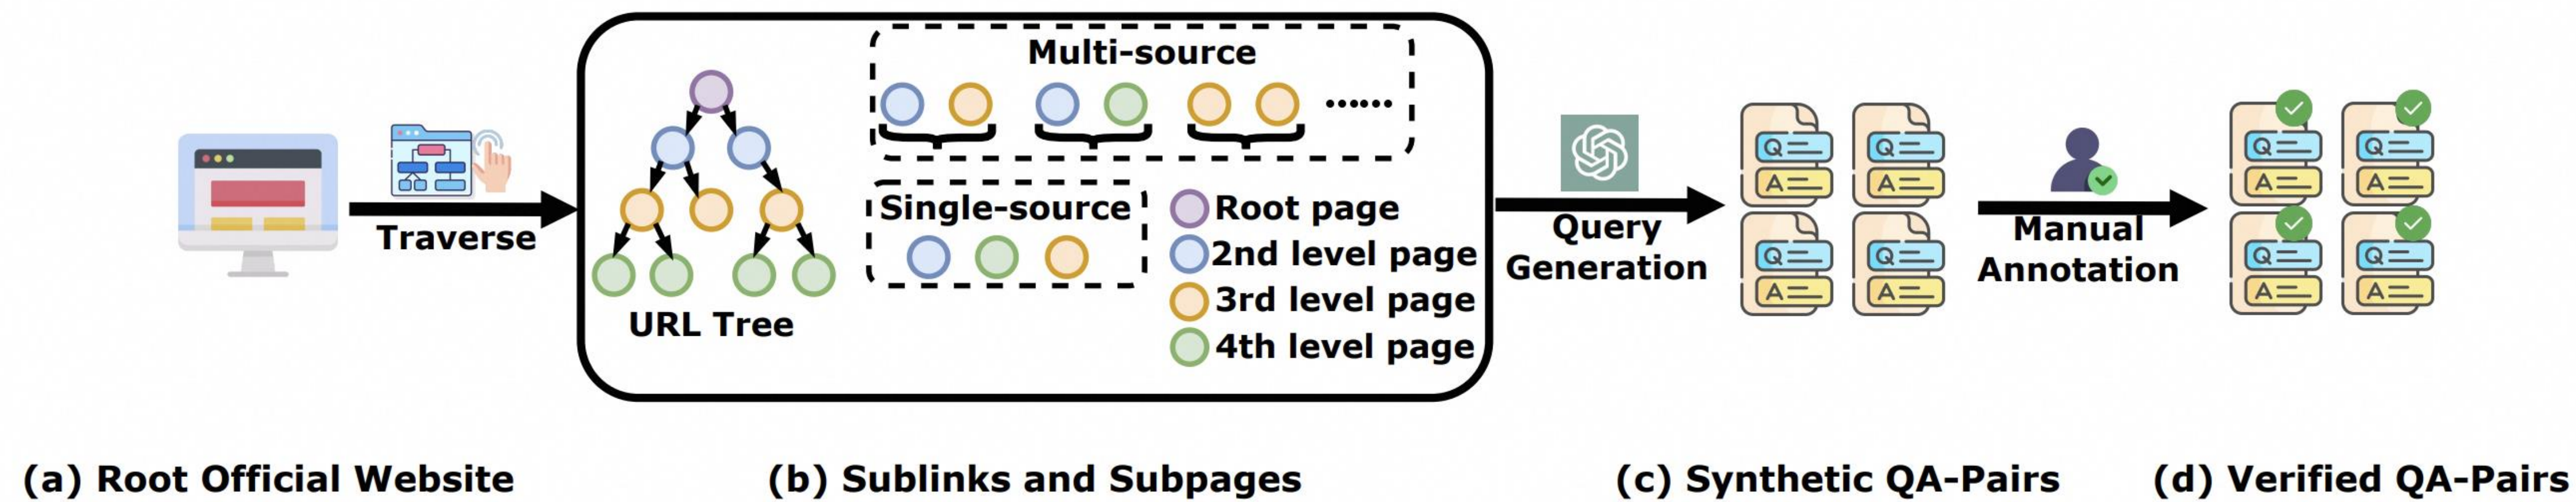 Multi-source
Traverse
URL Tree
Single-source
Root page
2nd level page
3rd level page
4th level page
Query
Generation
Q
A
Q
A
Q
A
Q
A
Manual
Annotation
Q
A
Q
A
Q
A
Q
A
(a) Root Official Website
(b) Sublinks and Subpages
(c) Synthetic QA-Pairs
(d) Verified QA-Pairs